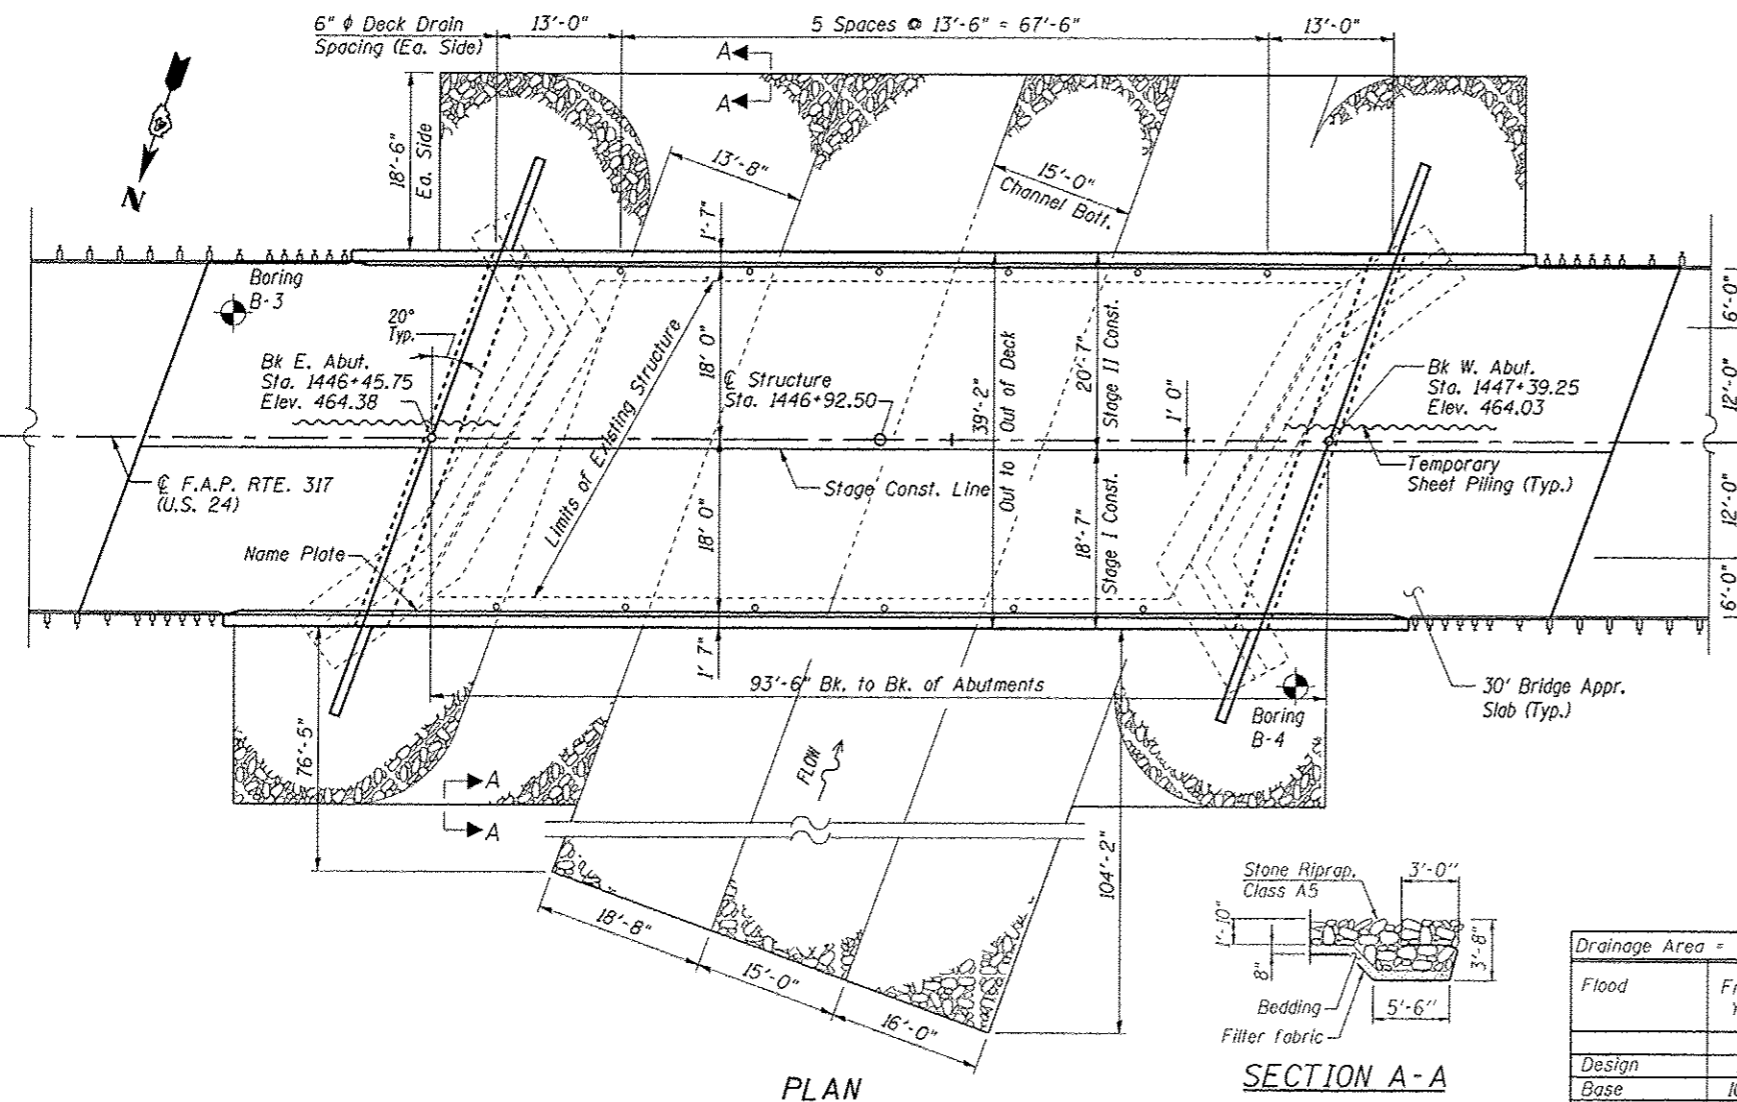 6" φ Deck Drain
Spacing (Ea. Side)
13'-0"
5 Spaces @ 13'-6" = 67'-6"
13'-0"
A
A
N
18'-6"
Ea. Side
13'-8"
15'-0"
Channel Bott.
1'-7"
Boring
B-3
20°
Typ.
Bk E. Abut.
Sta. 1446+45.75
Elev. 464.38
Limits of Existing Structure
18' 0"
℄ Structure
Sta. 1446+92.50
39'-2"
Out to Out of Deck
20'-7"
Stage II Const.
1' 0"
Bk W. Abut.
Sta. 1447+39.25
Elev. 464.03
6'-0"
12'-0"
12'-0"
6'-0"
℄ F.A.P. RTE. 317
(U.S. 24)
Stage Const. Line
Temporary
Sheet Piling (Typ.)
Name Plate
18' 0"
18'-7"
Stage I Const.
1' 7"
93'-6" Bk. to Bk. of Abutments
30' Bridge Appr.
Slab (Typ.)
Boring
B-4
76'-5"
FLOW
A
A
104'-2"
18'-8"
15'-0"
16'-0"
PLAN
Stone Riprap,
Class A5
3'-0"
1'-10"
8"
3'-8"
Bedding
5'-6"
Filter fabric
SECTION A-A
Drainage Area =
Flood
Design
Base